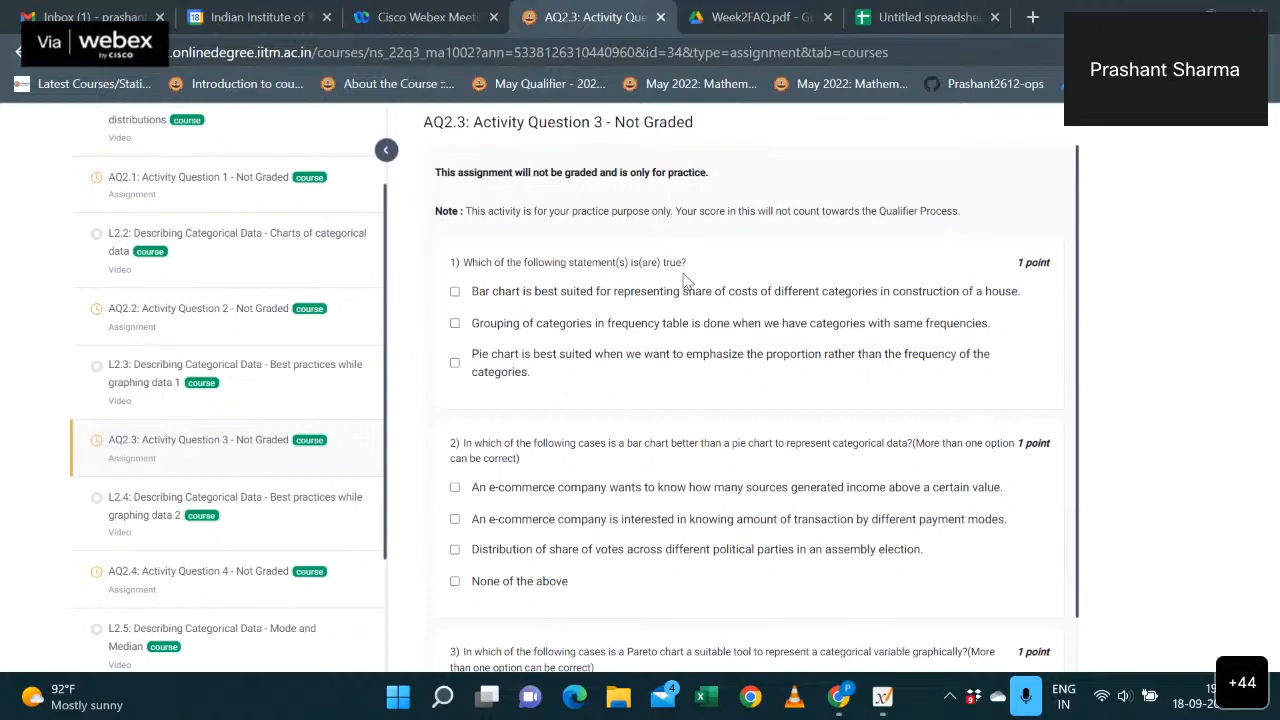 Inbox (
Indian Institute of
Cisco Webex Meeti
AQ2.3: Activity Que
Week2FAQ.pdf - G
Untitled spreadshe
Via webex
by CISCO
.onlinedegree.iitm.ac.in/courses/ns_22q3_ma1002?ann=5333126310440960&id=34&type=assignment&tab=courses
Prashant Sharma
Latest Courses/Stati...
Introduction to cou...
About the Course ::...
May Qualifier - 202...
May 2022: Mathem...
May 2022: Mathem...
Prashant2612-ops
distributions course
Video
AQ2.1: Activity Question 1 - Not Graded course
Assignment
L2.2: Describing Categorical Data - Charts of categorical
data course
Video
AQ2.2: Activity Question 2 - Not Graded course
Assignment
L2.3: Describing Categorical Data - Best practices while
graphing data 1 course
Video
AQ2.3: Activity Question 3 - Not Graded course
Assignment
L2.4: Describing Categorical Data - Best practices while
graphing data 2 course
Video
AQ2.4: Activity Question 4 - Not Graded course
Assignment
L2.5: Describing Categorical Data - Mode and
Median course
Video
AQ2.3: Activity Question 3 - Not Graded
This assignment will not be graded and is only for practice.
Note : This activity is for your practice purpose only. Your score in this will not count towards the Qualifier Process.
1) Which of the following statement(s) is(are) true? 1 point
Bar chart is best suited for representing share of costs of different categories in construction of a house.
Grouping of categories in frequency table is done when we have categories with same frequencies.
Pie chart is best suited when we want to emphasize the proportion rather than the frequency of the
categories.
2) In which of the following cases is a bar chart better than a pie chart to represent categorical data?(More than one option 1 point
can be correct)
An e-commerce company wants to know how many sources generated income above a certain value.
An e-commerce company is interested in knowing amount of transaction by different payment modes.
Distribution of share of votes across different political parties in an assembly election.
None of the above
3) In which of the following cases is a Pareto chart a suitable tool to represent a categorical variable graphically?(More 1 point
than one option can be correct)
92°F
Mostly sunny
4
ENG
IN
+44